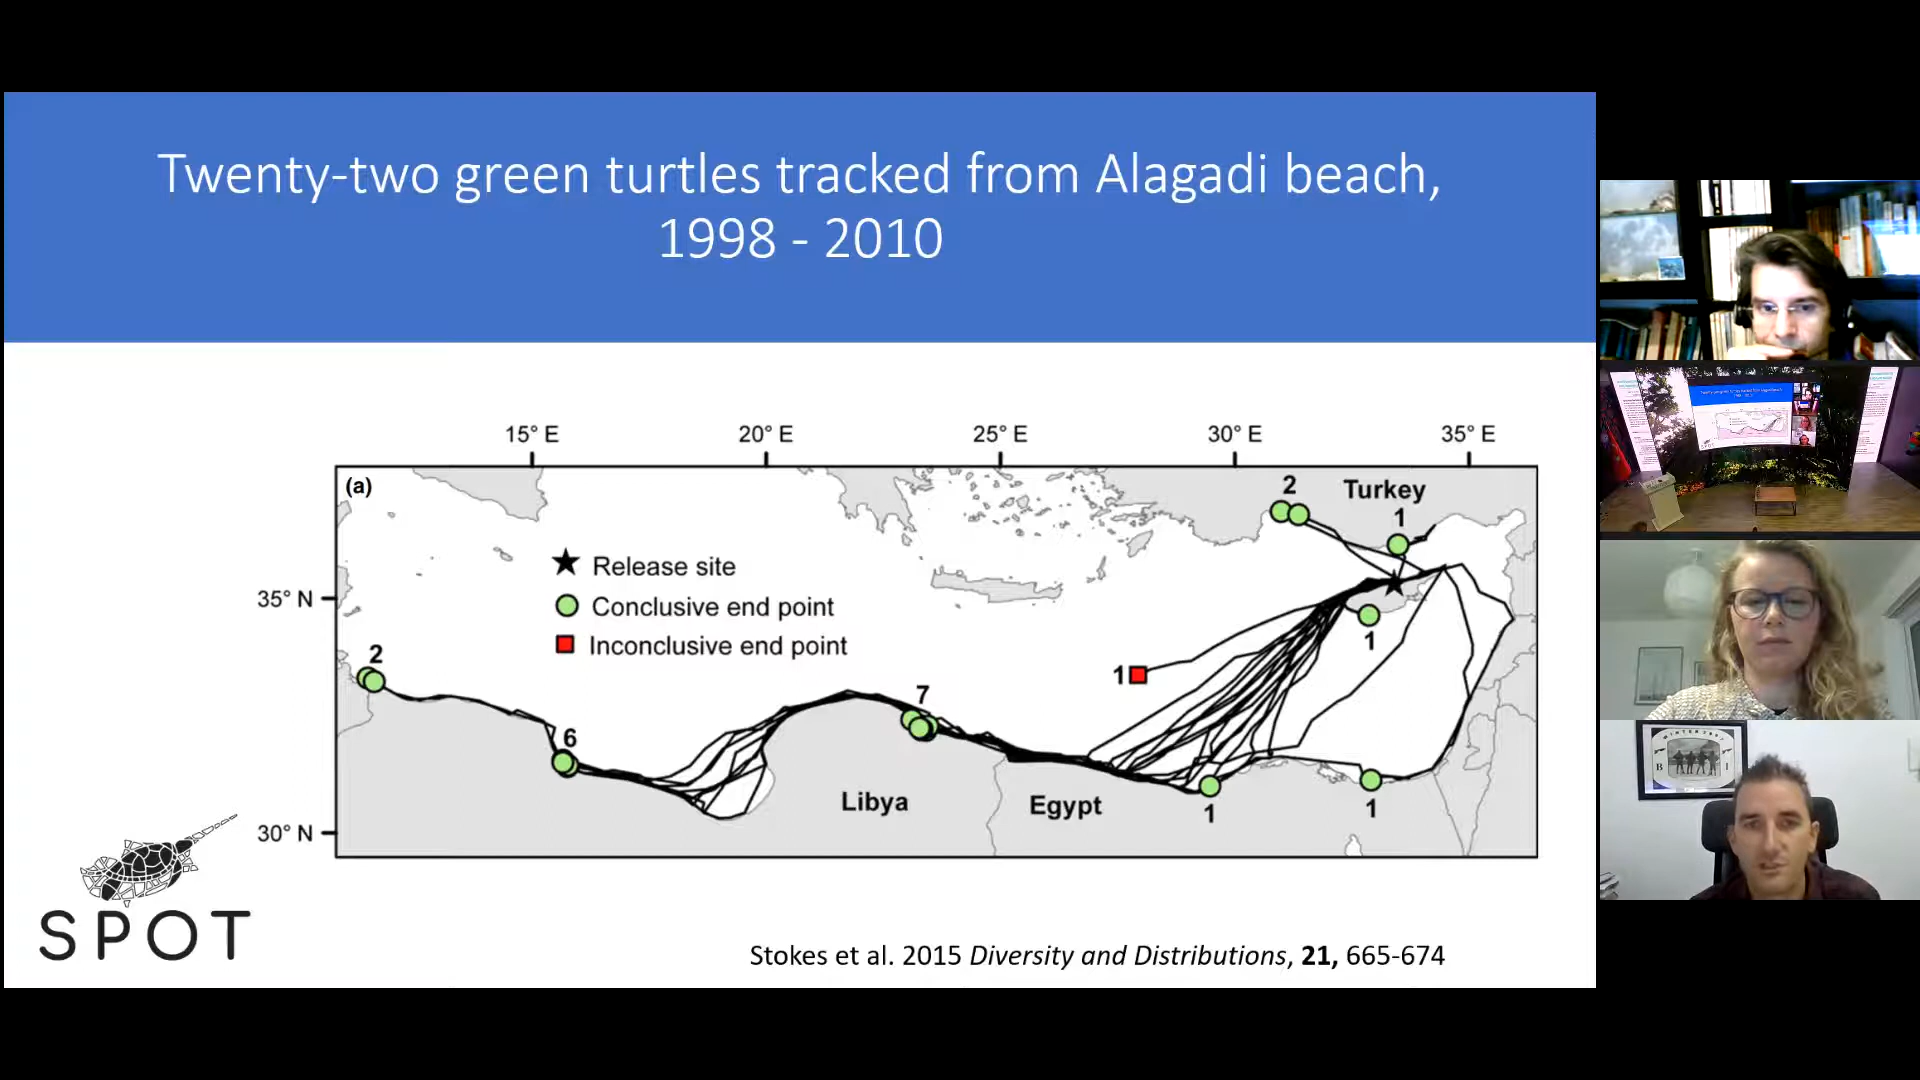 Twenty-two green turtles tracked from Alagadi beach,
1998 - 2010
15° E
20° E
25° E
30° E
35° E
(a)
2
Turkey
1
Release site
Conclusive end point
Inconclusive end point
35° N
1
1
2
7
6
Libya
Egypt
1
1
30° N
SPOT
Stokes et al. 2015 Diversity and Distributions, 21, 665-674
WINTER 2007
B I